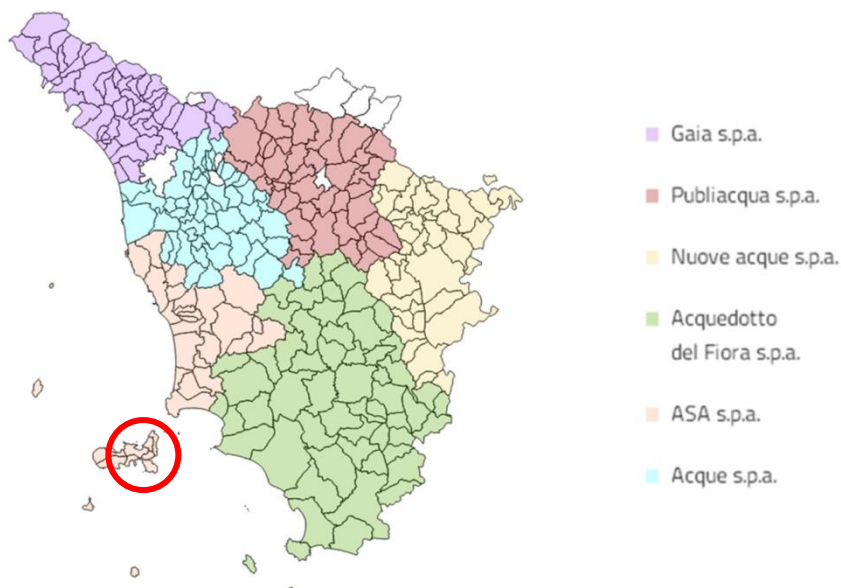 Gaia s.p.a.
Publiacqua s.p.a.
Nuove acque s.p.a.
Acquedotto
del Fiora s.p.a.
ASA s.p.a.
Acque s.p.a.